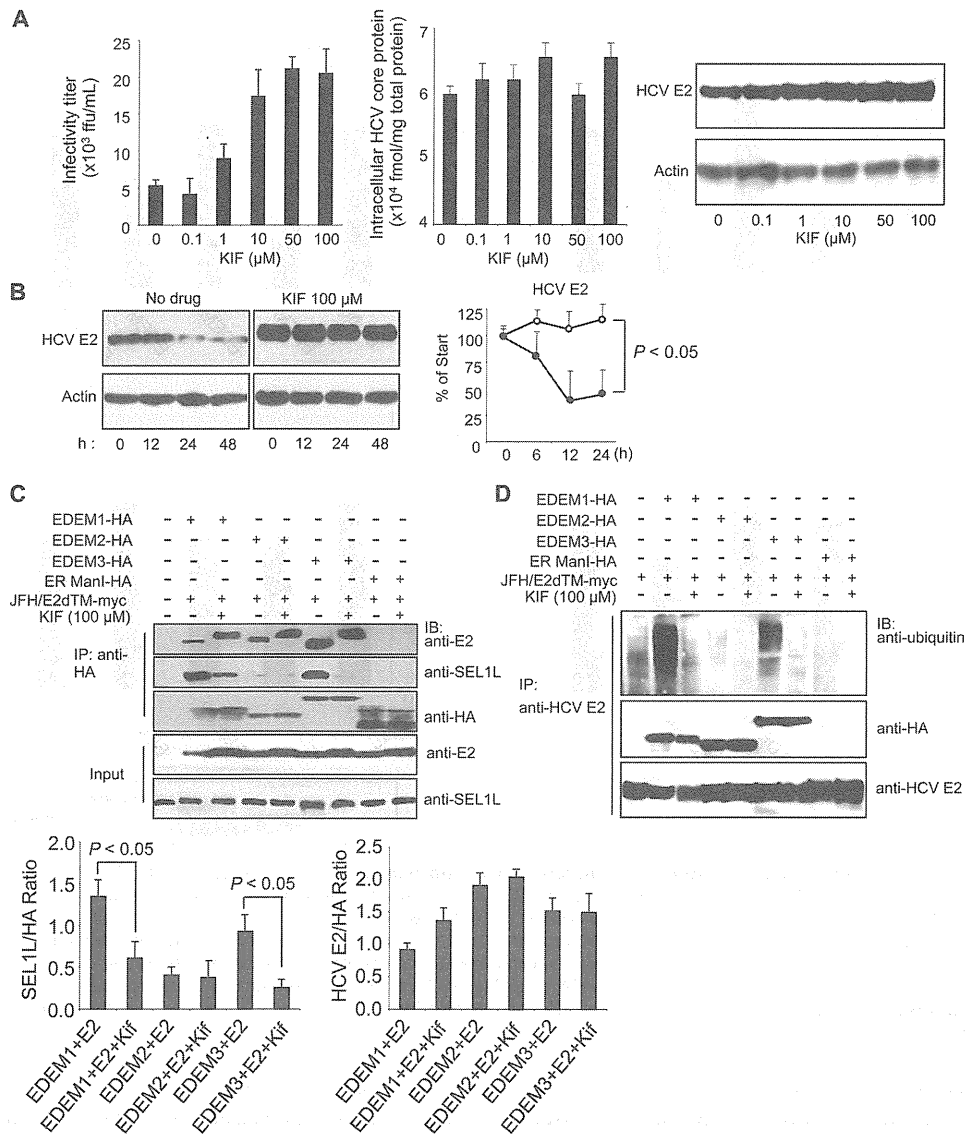 A
25
20
15
10
5
0
Infectivity titer
(x10³ ffu/mL)
0 0.1 1 10 50 100
KIF (µM)
7
6
5
4
Intracellular HCV core protein
(x10⁴ fmol/mg total protein)
0 0.1 1 10 50 100
KIF (µM)
HCV E2
Actin
0 0.1 1 10 50 100
KIF (µM)
B
No drug KIF 100 µM
HCV E2
Actin
h : 0 12 24 48 0 12 24 48
HCV E2
125
100
75
50
25
0
% of Start
0 6 12 24 (h)
P < 0.05
C
EDEM1-HA - + + - - - - - -
EDEM2-HA - - - + + - - - -
EDEM3-HA - - - - - + + - -
ER ManI-HA - - - - - - - + +
JFH/E2dTM-myc - + + + + + + + +
KIF (100 µM) + + + +
IB:
anti-E2
IP: anti-
HA
anti-SEL1L
anti-HA
Input
anti-E2
anti-SEL1L
2.0
1.5
1.0
0.5
0.0
SEL1L/HA Ratio
P < 0.05
P < 0.05
EDEM1+E2
EDEM1+E2+Kif
EDEM2+E2
EDEM2+E2+Kif
EDEM3+E2
EDEM3+E2+Kif
2.5
2.0
1.5
1.0
0.5
0.0
HCV E2/HA Ratio
EDEM1+E2
EDEM1+E2+Kif
EDEM2+E2
EDEM2+E2+Kif
EDEM3+E2
EDEM3+E2+Kif
D
EDEM1-HA - + + - - - - - -
EDEM2-HA - - - + + - - - -
EDEM3-HA - - - - - + + - -
ER ManI-HA - - - - - - - + +
JFH/E2dTM-myc + + + + + + + + +
KIF (100 µM) + + + +
IB:
anti-ubiquitin
IP:
anti-HCV E2
anti-HA
anti-HCV E2